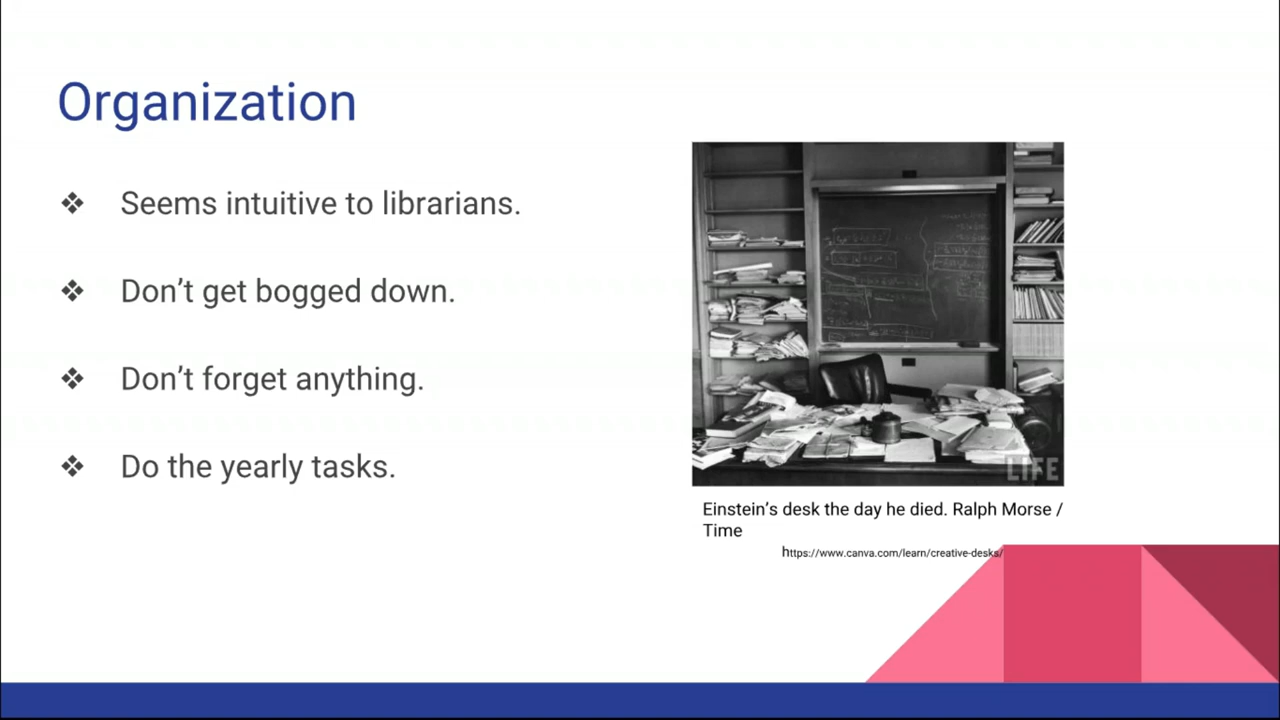 Organization
❖ Seems intuitive to librarians.
❖ Don’t get bogged down.
❖ Don’t forget anything.
❖ Do the yearly tasks.
LIFE
Einstein’s desk the day he died. Ralph Morse /
Time
https://www.canva.com/learn/creative-desks/